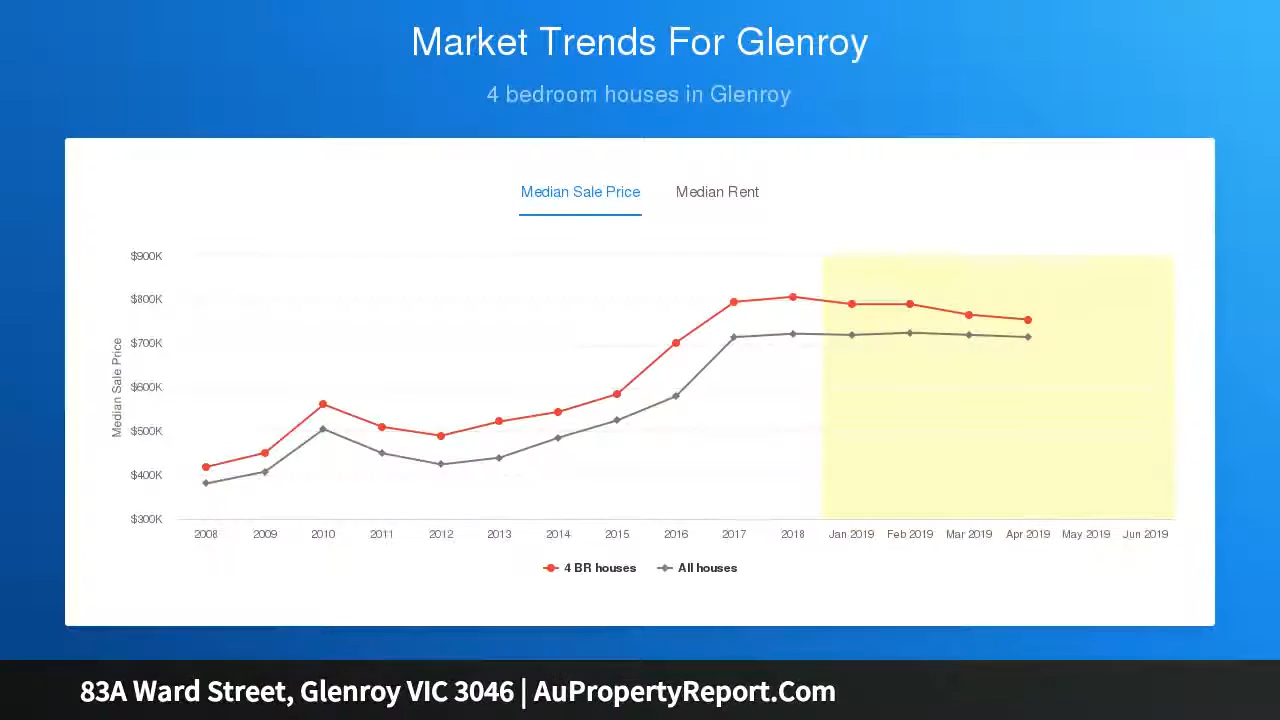 Market Trends For Glenroy
4 bedroom houses in Glenroy
Median Sale Price Median Rent
Median Sale Price
$900K
$800K
$700K
$600K
$500K
$400K
$300K
2008 2009 2010 2011 2012 2013 2014 2015 2016 2017 2018 Jan 2019 Feb 2019 Mar 2019 Apr 2019 May 2019 Jun 2019
4 BR houses All houses
83A Ward Street, Glenroy VIC 3046 | AuPropertyReport.Com